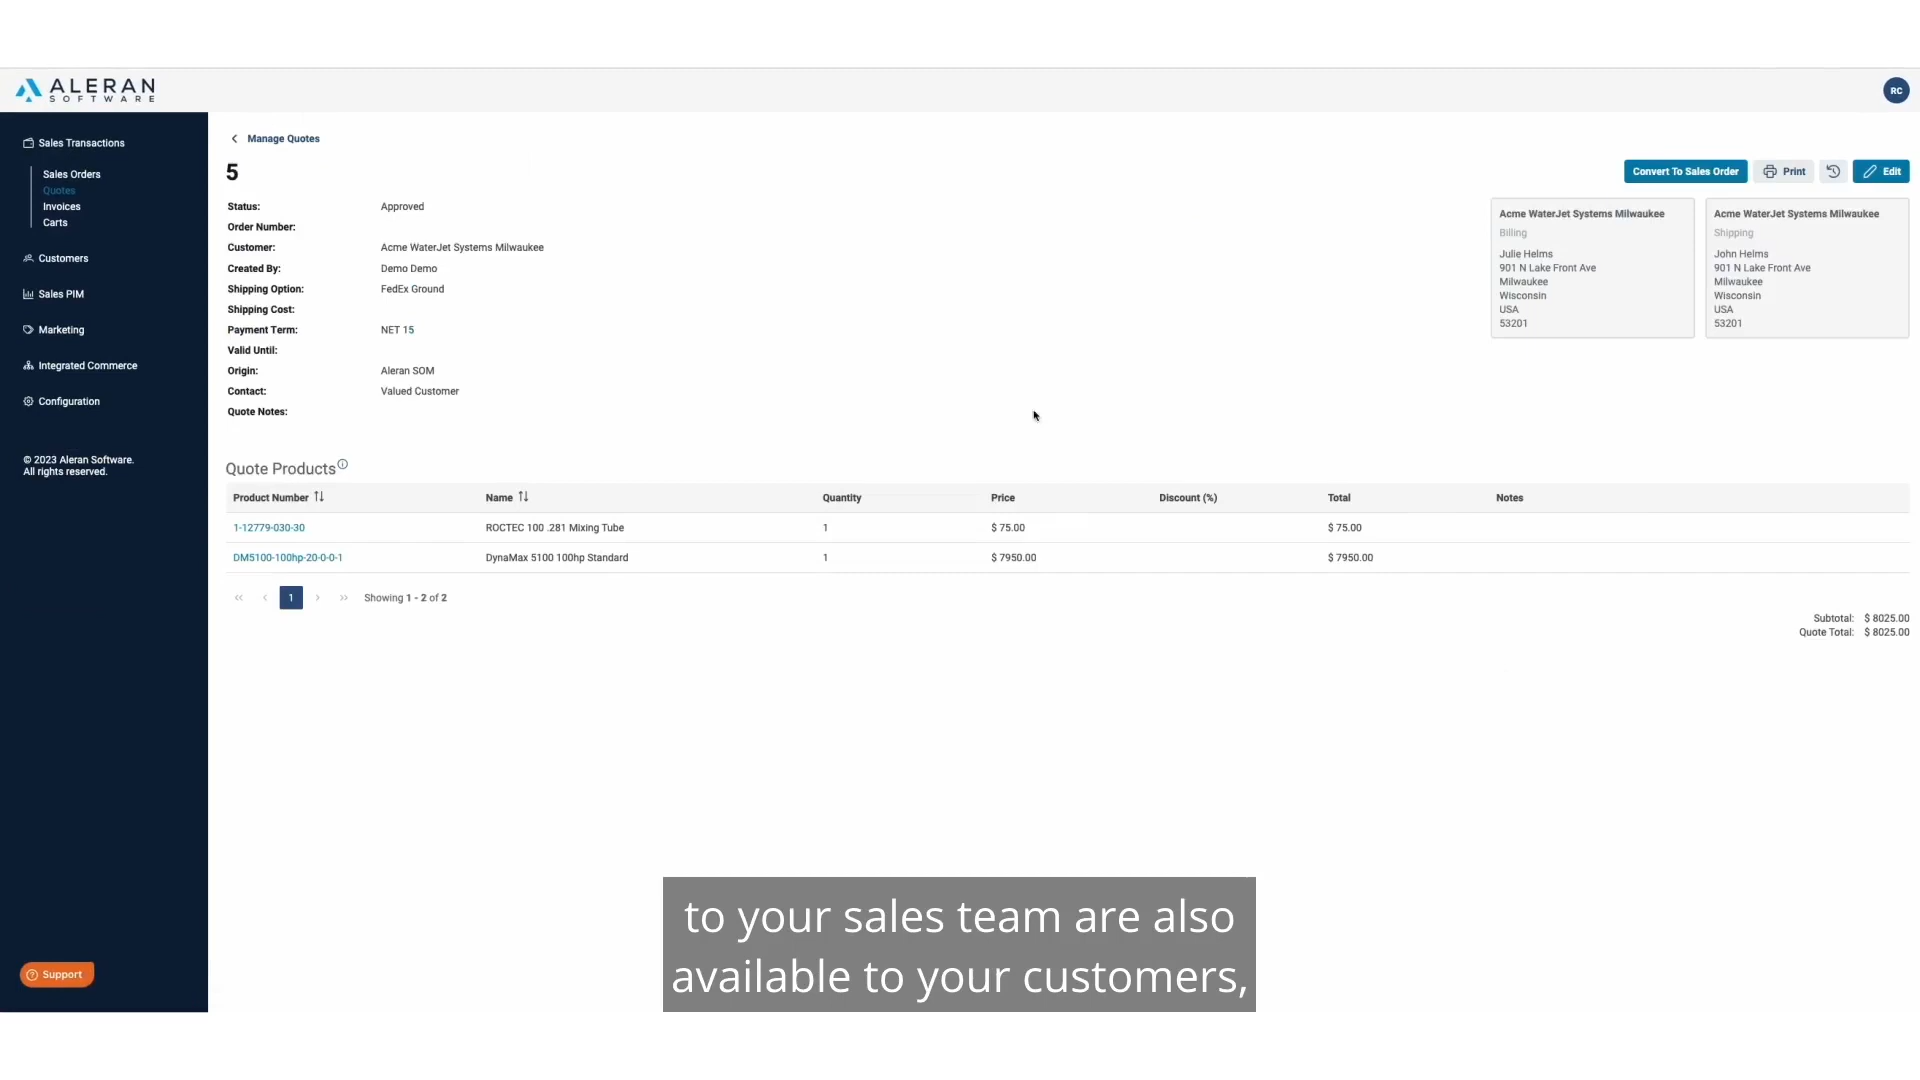 ALERAN
SOFTWARE
RC
Sales Transactions
Sales Orders
Quotes
Invoices
Carts
Customers
Sales PIM
Marketing
Integrated Commerce
Configuration
© 2023 Aleran Software.
All rights reserved.
Support
Manage Quotes
5
Convert To Sales Order Print Edit
Status: Approved
Order Number:
Customer: Acme WaterJet Systems Milwaukee
Created By: Demo Demo
Shipping Option: FedEx Ground
Shipping Cost:
Payment Term: NET 15
Valid Until:
Origin: Aleran SOM
Contact: Valued Customer
Quote Notes:
Acme WaterJet Systems Milwaukee
Billing
Julie Helms
901 N Lake Front Ave
Milwaukee
Wisconsin
USA
53201
Acme WaterJet Systems Milwaukee
Shipping
John Helms
901 N Lake Front Ave
Milwaukee
Wisconsin
USA
53201
Quote Products
Product Number Name Quantity Price Discount (%) Total Notes
1-12779-030-30 ROCTEC 100 .281 Mixing Tube 1 $ 75.00 $ 75.00
DM5100-100hp-20-0-0-1 DynaMax 5100 100hp Standard 1 $ 7950.00 $ 7950.00
« ‹ 1 › » Showing 1 - 2 of 2
Subtotal: $ 8025.00
Quote Total: $ 8025.00
to your sales team are also
available to your customers,